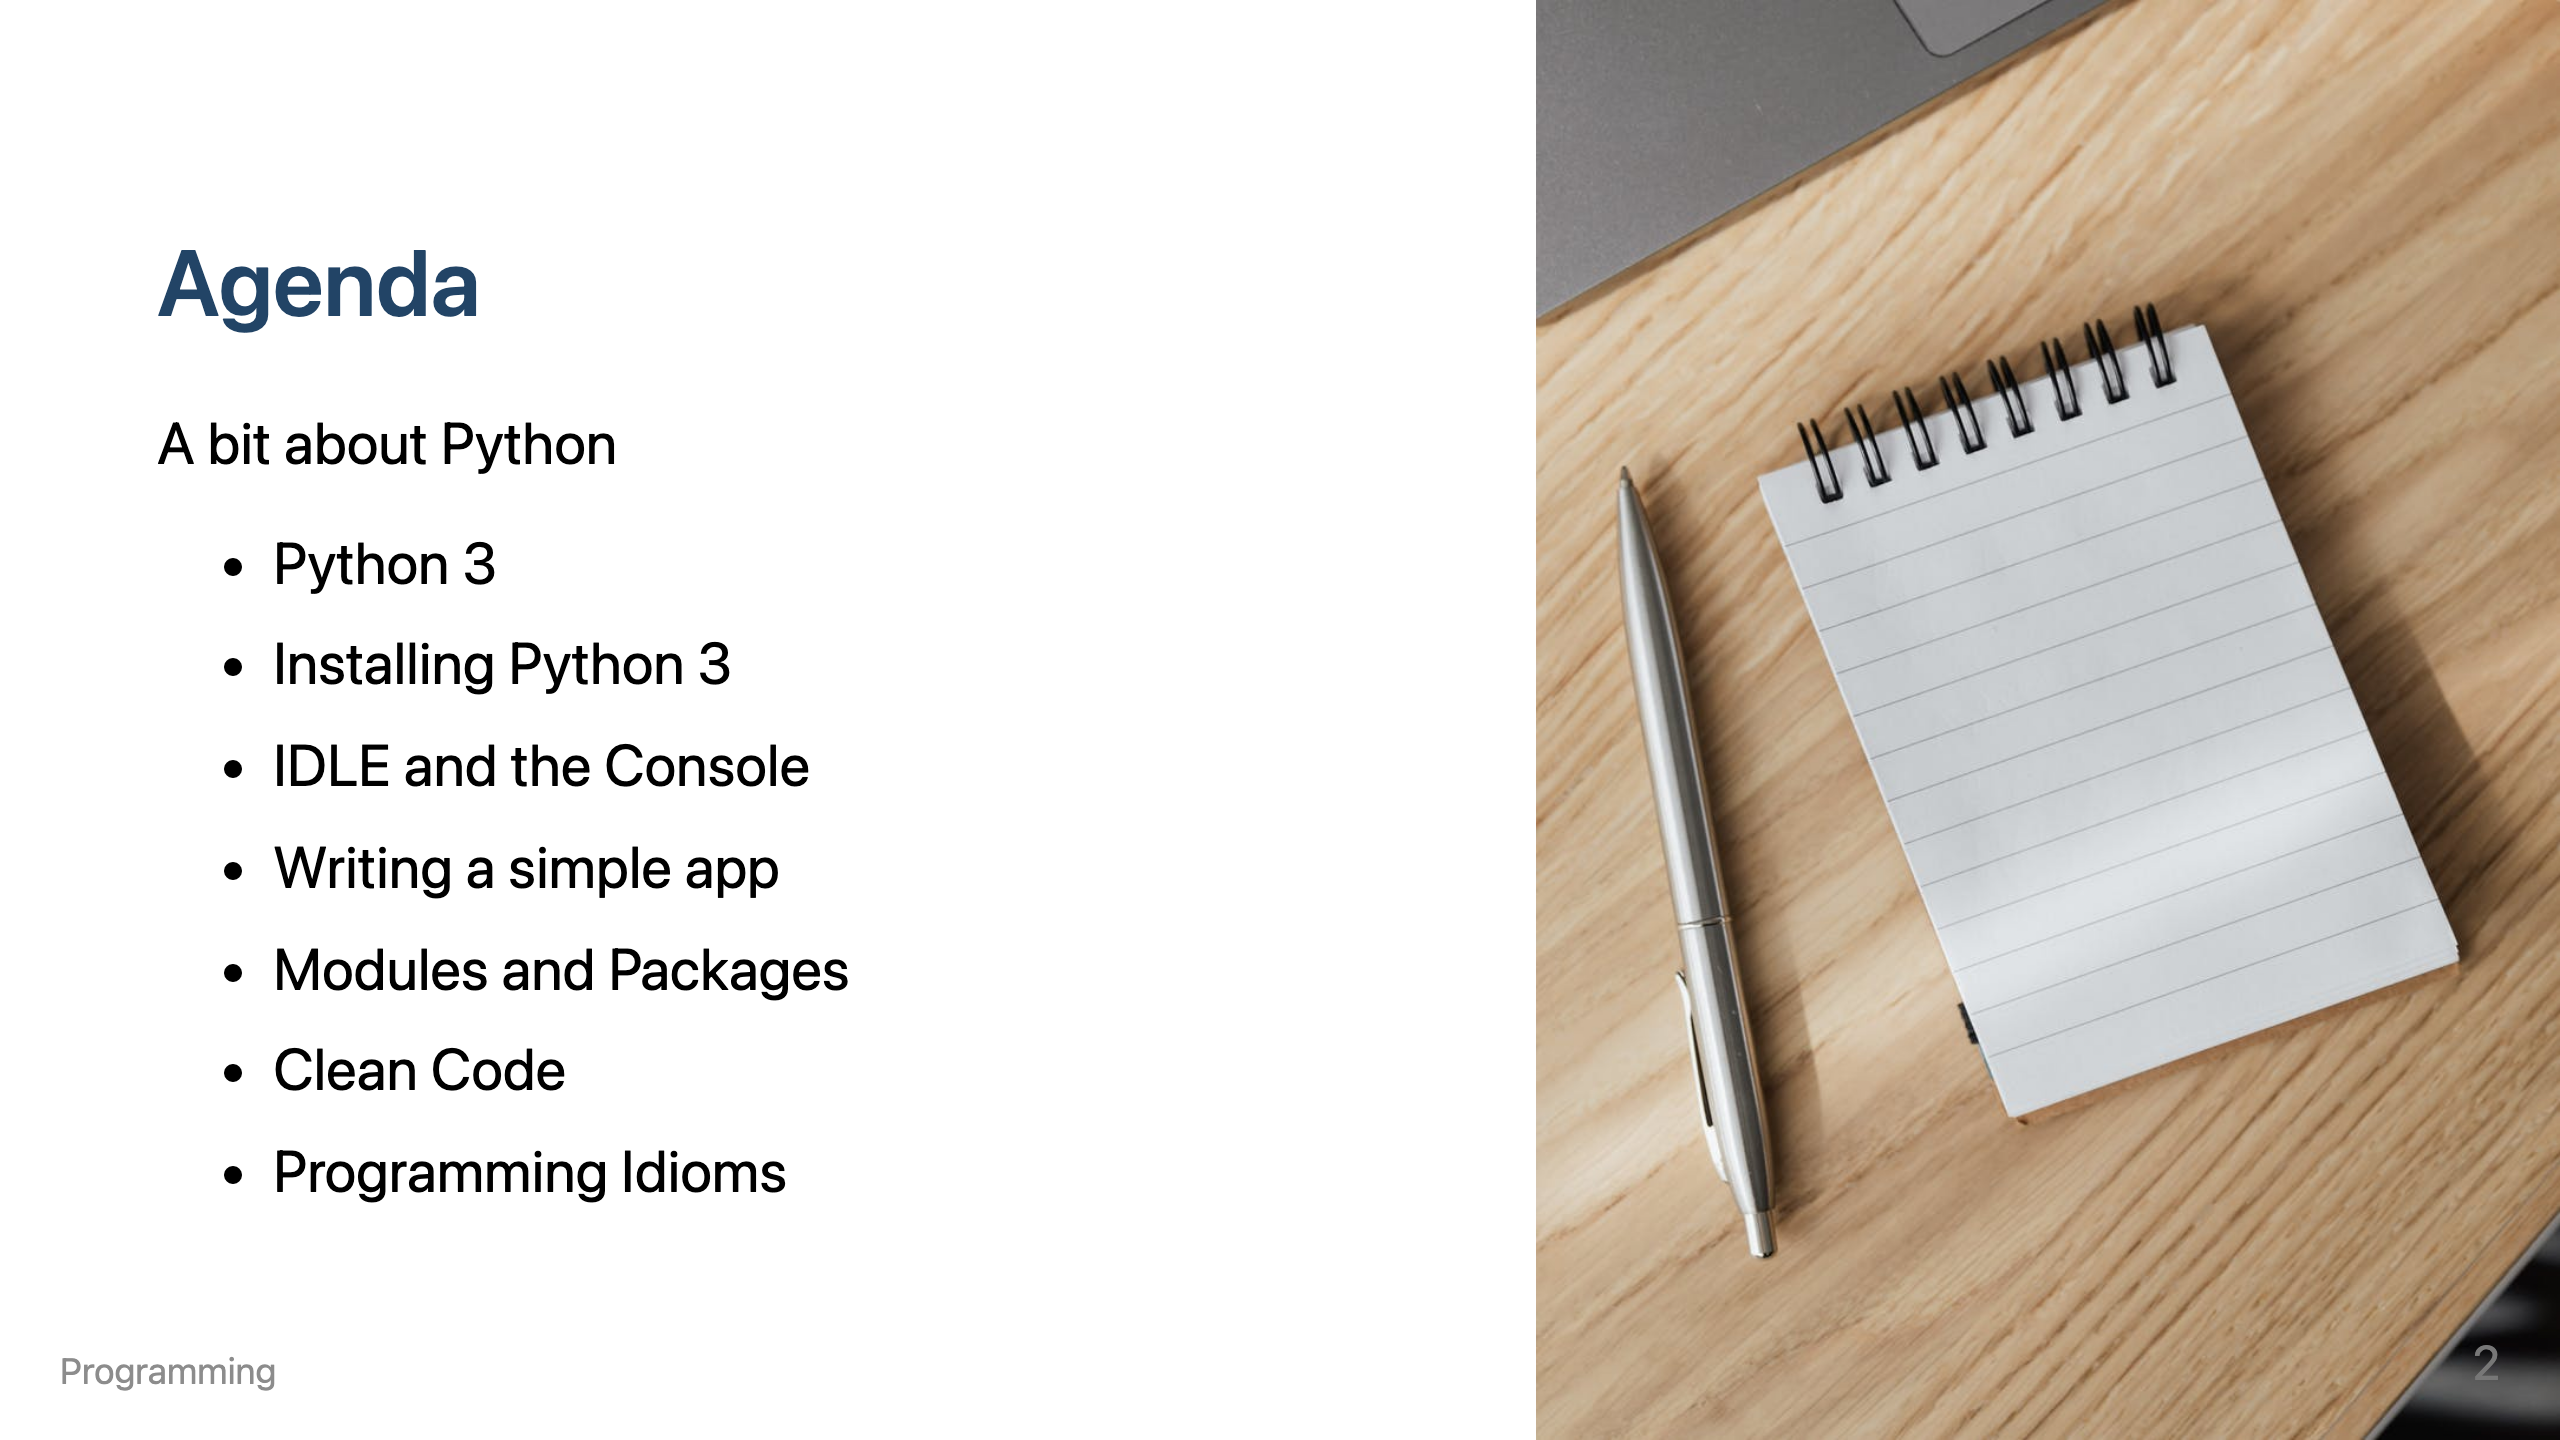 Agenda
A bit about Python
• Python 3
• Installing Python 3
• IDLE and the Console
• Writing a simple app
• Modules and Packages
• Clean Code
• Programming Idioms
Programming
2